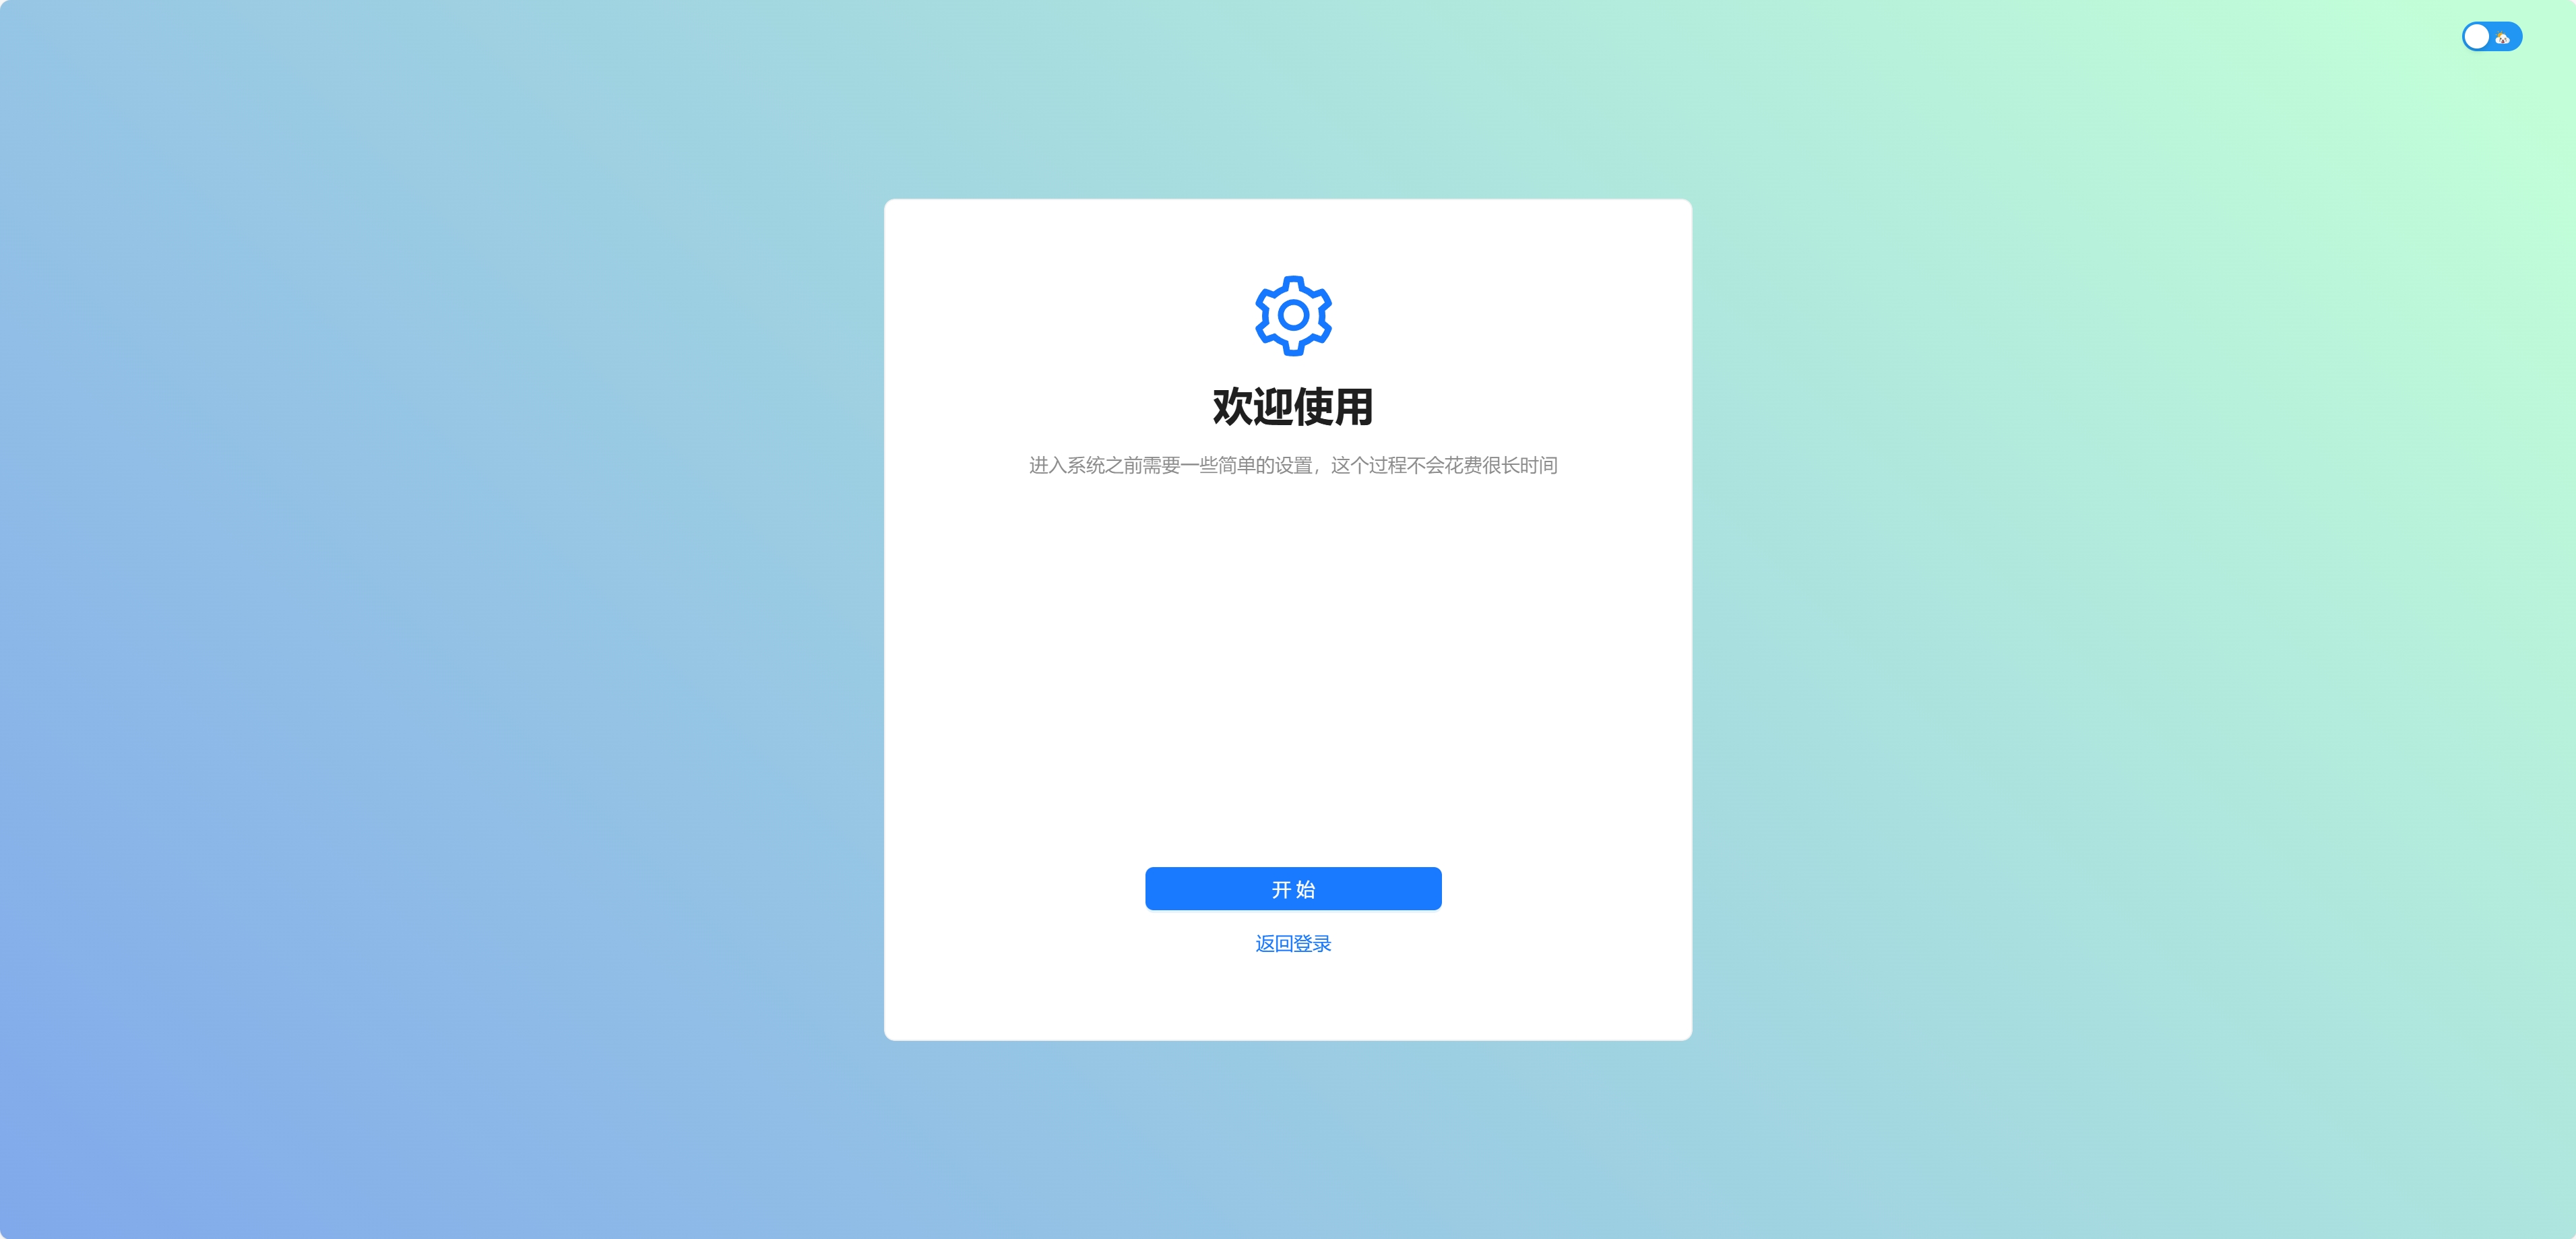 欢迎使用
进入系统之前需要一些简单的设置，这个过程不会花费很长时间
开始
返回登录